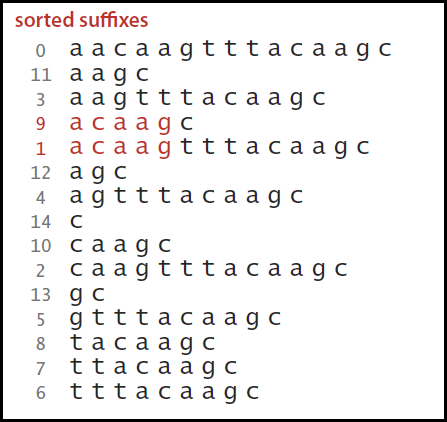 sorted suffixes
0 a a c a a g t t t a c a a g c
11 a a g c
3 a a g t t t a c a a g c
9 a c a a g c
1 a c a a g t t t a c a a g c
12 a g c
4 a g t t t a c a a g c
14 c
10 c a a g c
2 c a a g t t t a c a a g c
13 g c
5 g t t t a c a a g c
8 t a c a a g c
7 t t a c a a g c
6 t t t a c a a g c